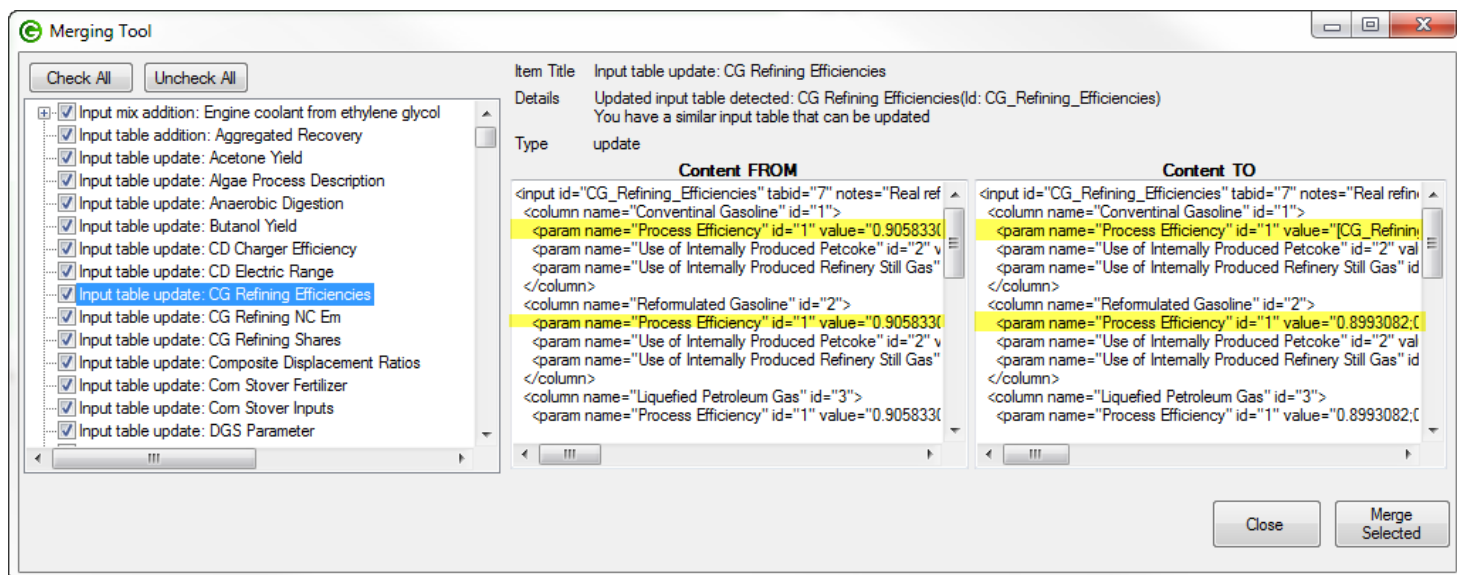 Merging Tool
Check All
Uncheck All
Input mix addition: Engine coolant from ethylene glycol
Input table addition: Aggregated Recovery
Input table update: Acetone Yield
Input table update: Algae Process Description
Input table update: Anaerobic Digestion
Input table update: Butanol Yield
Input table update: CD Charger Efficiency
Input table update: CD Electric Range
Input table update: CG Refining Efficiencies
Input table update: CG Refining NC Em
Input table update: CG Refining Shares
Input table update: Composite Displacement Ratios
Input table update: Corn Stover Fertilizer
Input table update: Corn Stover Inputs
Input table update: DGS Parameter
Item Title Input table update: CG Refining Efficiencies
Details Updated input table detected: CG Refining Efficiencies(Id: CG_Refining_Efficiencies)
You have a similar input table that can be updated
Type update
Content FROM
<input id="CG_Refining_Efficiencies" tabid="7" notes="Real ref
<column name="Conventinal Gasoline" id="1">
<param name="Process Efficiency" id="1" value="0.9058330
<param name="Use of Internally Produced Petcoke" id="2" v
<param name="Use of Internally Produced Refinery Still Gas"
</column>
<column name="Reformulated Gasoline" id="2">
<param name="Process Efficiency" id="1" value="0.9058330
<param name="Use of Internally Produced Petcoke" id="2" v
<param name="Use of Internally Produced Refinery Still Gas"
</column>
<column name="Liquefied Petroleum Gas" id="3">
<param name="Process Efficiency" id="1" value="0.9058330
Content TO
<input id="CG_Refining_Efficiencies" tabid="7" notes="Real refin
<column name="Conventinal Gasoline" id="1">
<param name="Process Efficiency" id="1" value="[CG_Refining
<param name="Use of Internally Produced Petcoke" id="2" val
<param name="Use of Internally Produced Refinery Still Gas" id
</column>
<column name="Reformulated Gasoline" id="2">
<param name="Process Efficiency" id="1" value="0.8993082;0
<param name="Use of Internally Produced Petcoke" id="2" val
<param name="Use of Internally Produced Refinery Still Gas" id
</column>
<column name="Liquefied Petroleum Gas" id="3">
<param name="Process Efficiency" id="1" value="0.8993082;0
Close
Merge
Selected